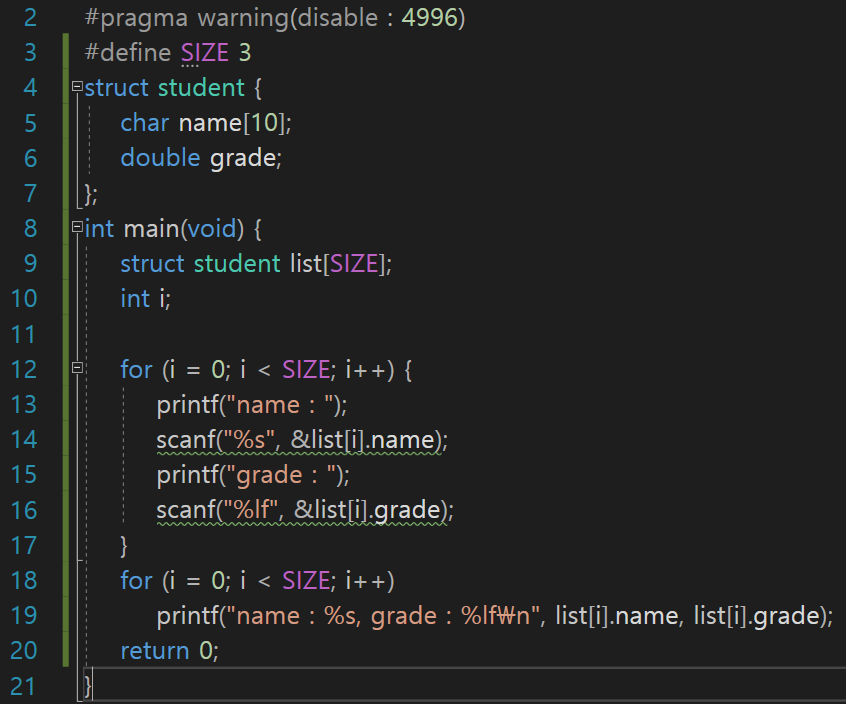 2 #pragma warning(disable : 4996)
3 #define SIZE 3
4 struct student {
5 char name[10];
6 double grade;
7 };
8 int main(void) {
9 struct student list[SIZE];
10 int i;
11
12 for (i = 0; i < SIZE; i++) {
13 printf("name : ");
14 scanf("%s", &list[i].name);
15 printf("grade : ");
16 scanf("%lf", &list[i].grade);
17 }
18 for (i = 0; i < SIZE; i++)
19 printf("name : %s, grade : %lf₩n", list[i].name, list[i].grade);
20 return 0;
21 }